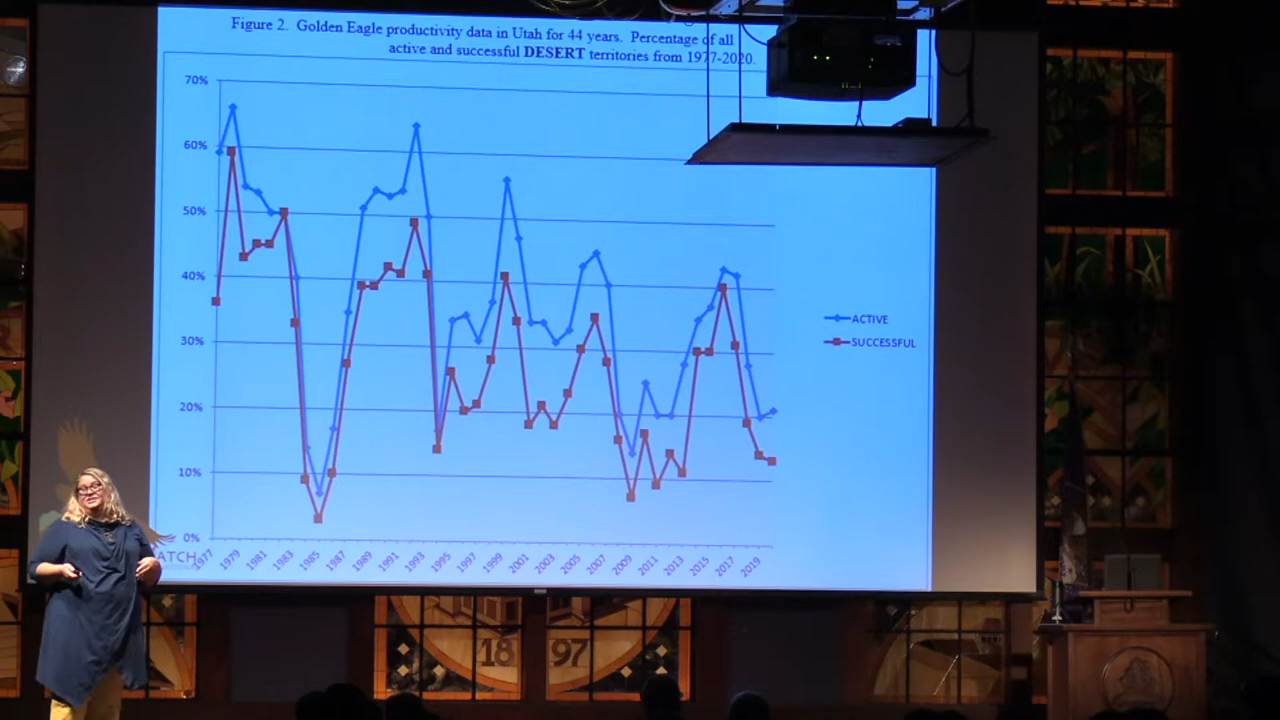 Figure 2. Golden Eagle productivity data in Utah for 44 years. Percentage of all
active and successful DESERT territories from 1977-2020.
70%
60%
50%
40%
30%
20%
10%
0%
ACTIVE
SUCCESSFUL
1977 1979 1981 1983 1985 1987 1989 1991 1993 1995 1997 1999 2001 2003 2005 2007 2009 2011 2013 2015 2017 2019
ATCH
18 97